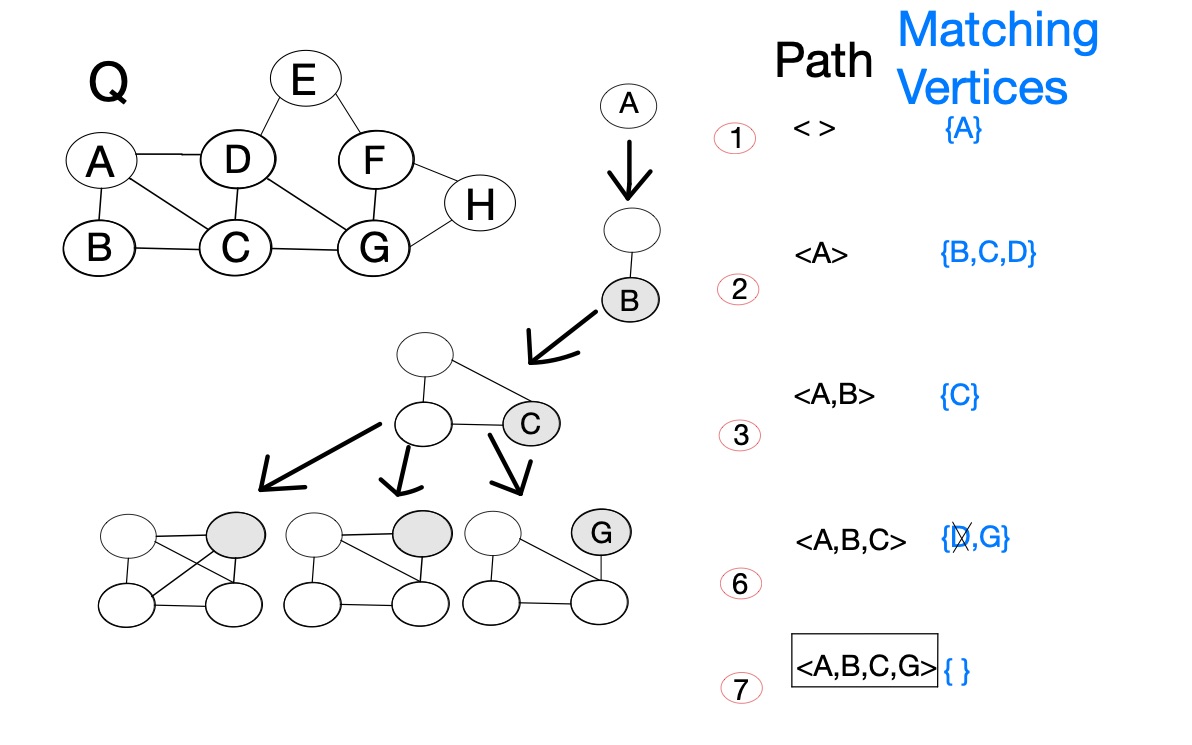 Q
E
A
D
F
H
B
C
G
A
B
C
G
Path
Matching
Vertices
1
< >
{A}
2
<A>
{B,C,D}
3
<A,B>
{C}
6
<A,B,C>
{D,G}
7
<A,B,C,G>
{ }